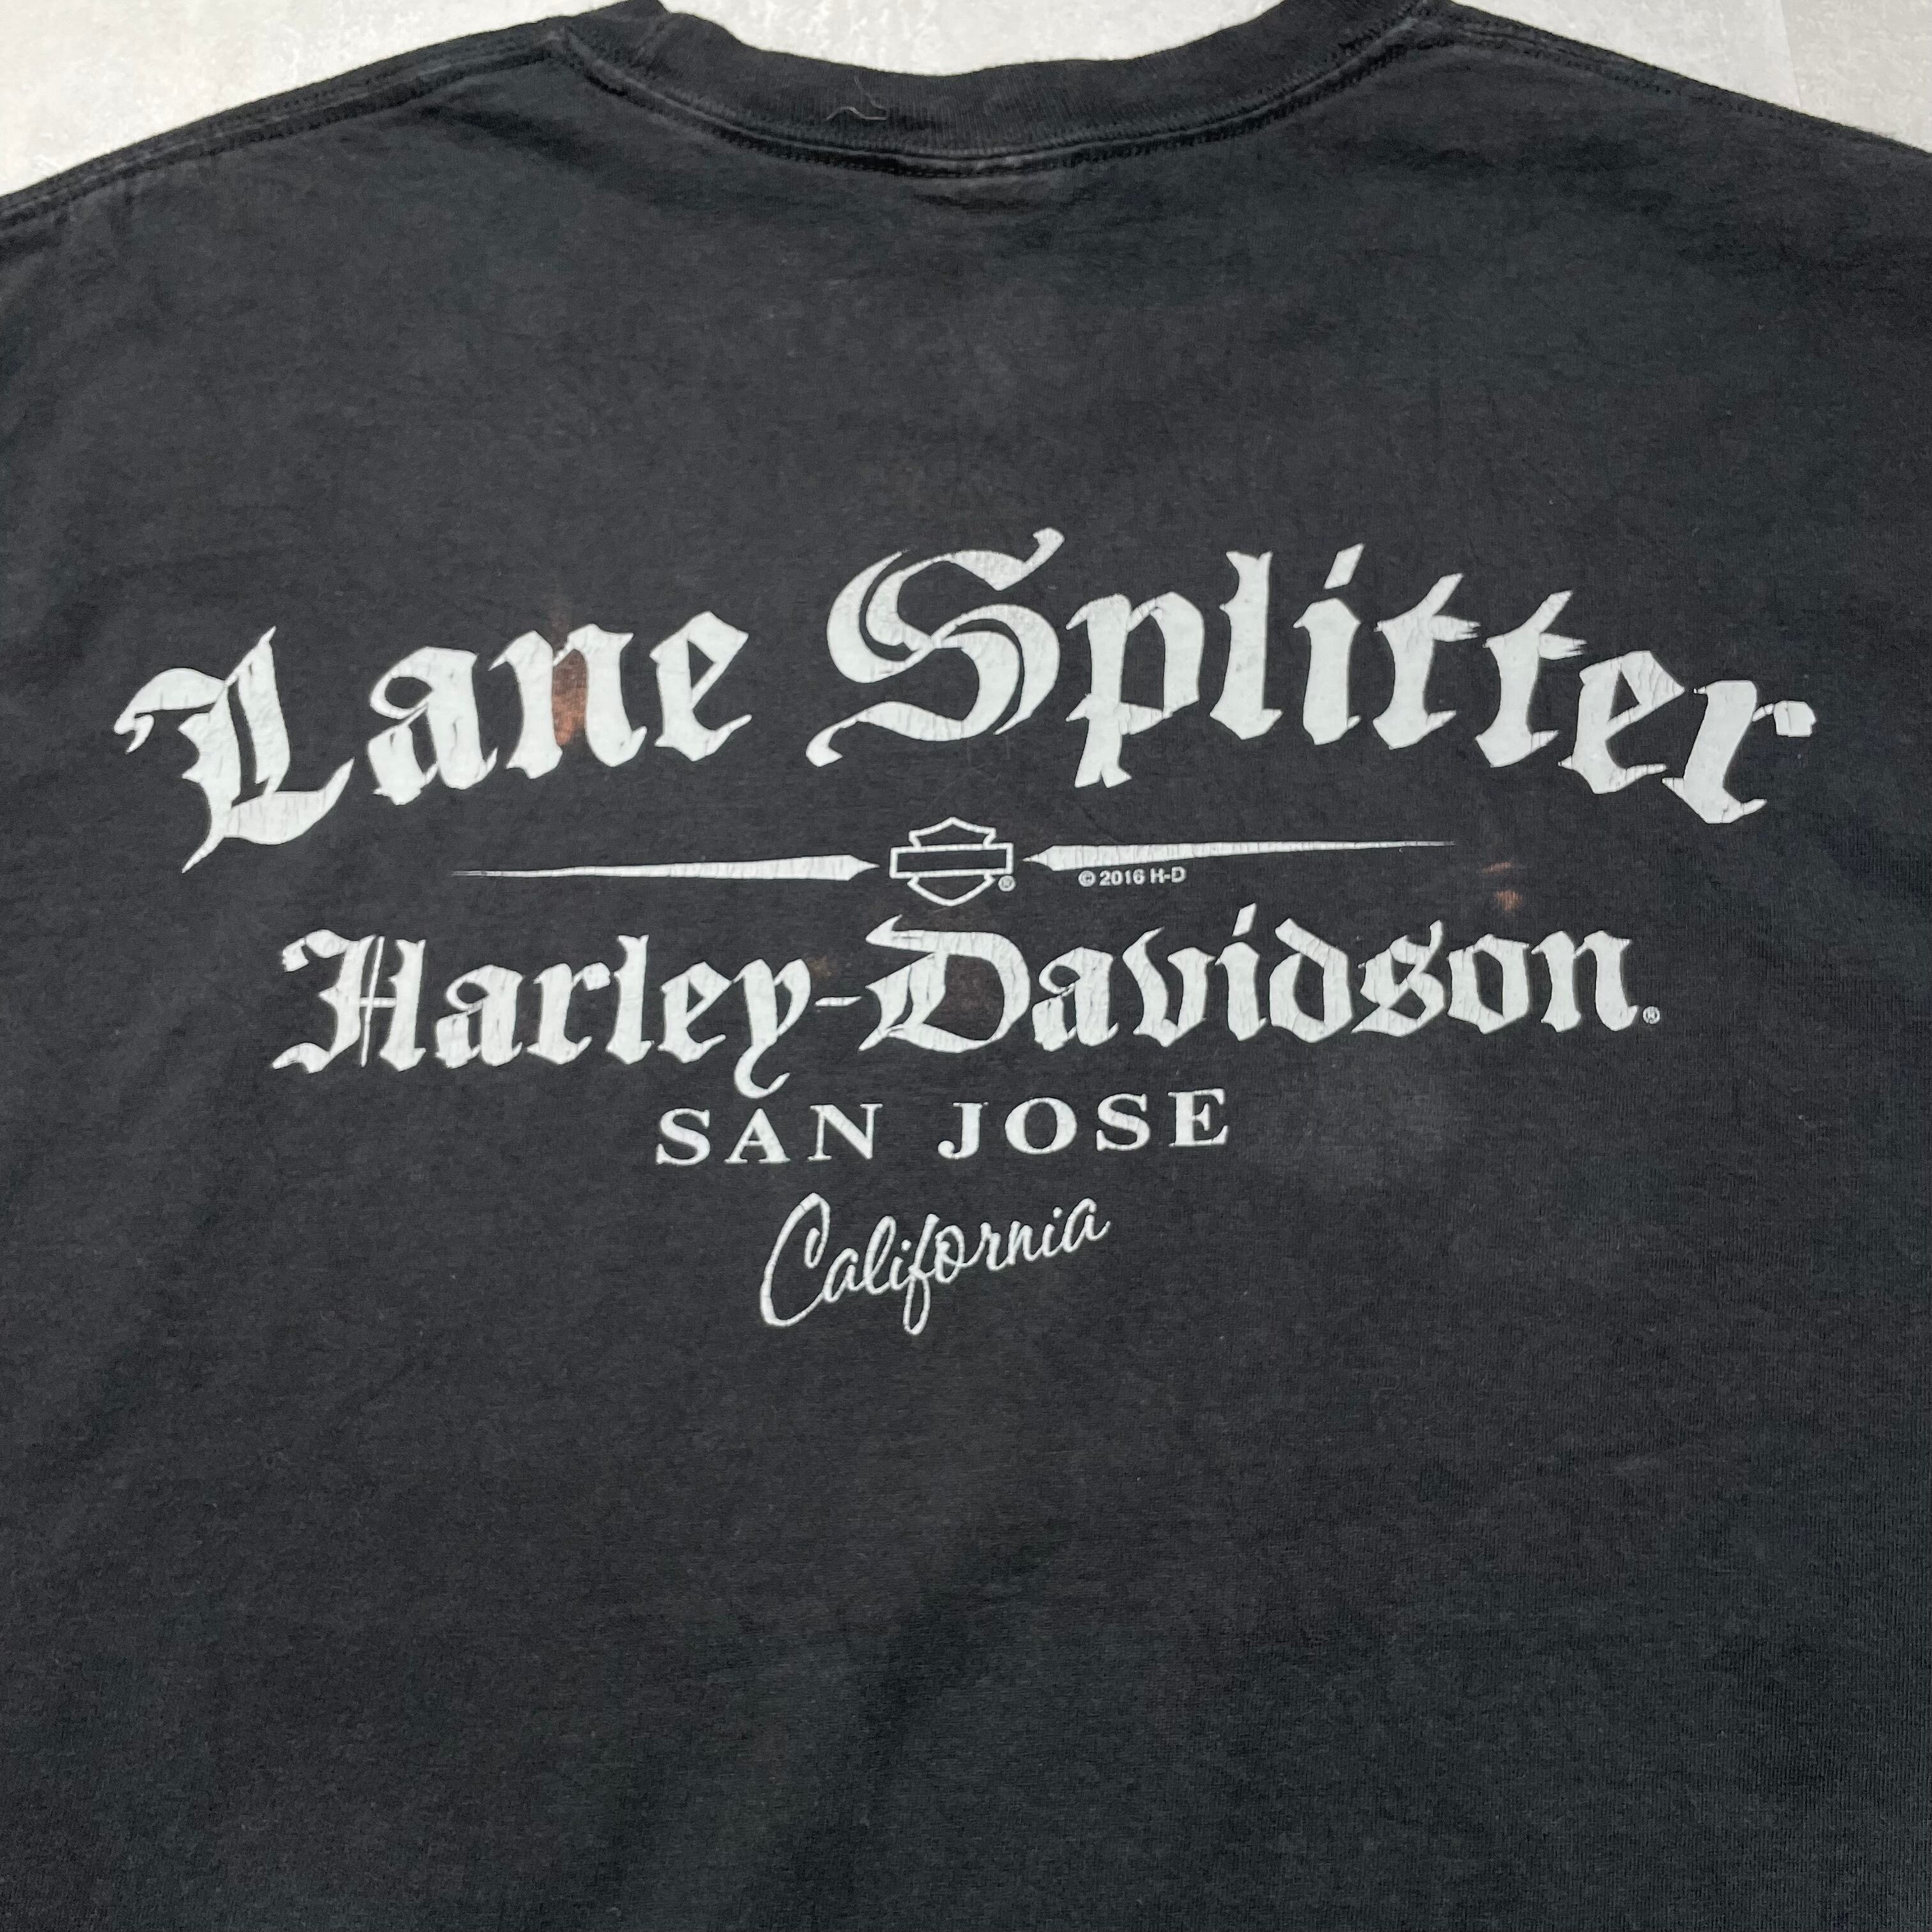 Lane Splitter
® © 2016 H-D
Harley-Davidson®
SAN JOSE
California